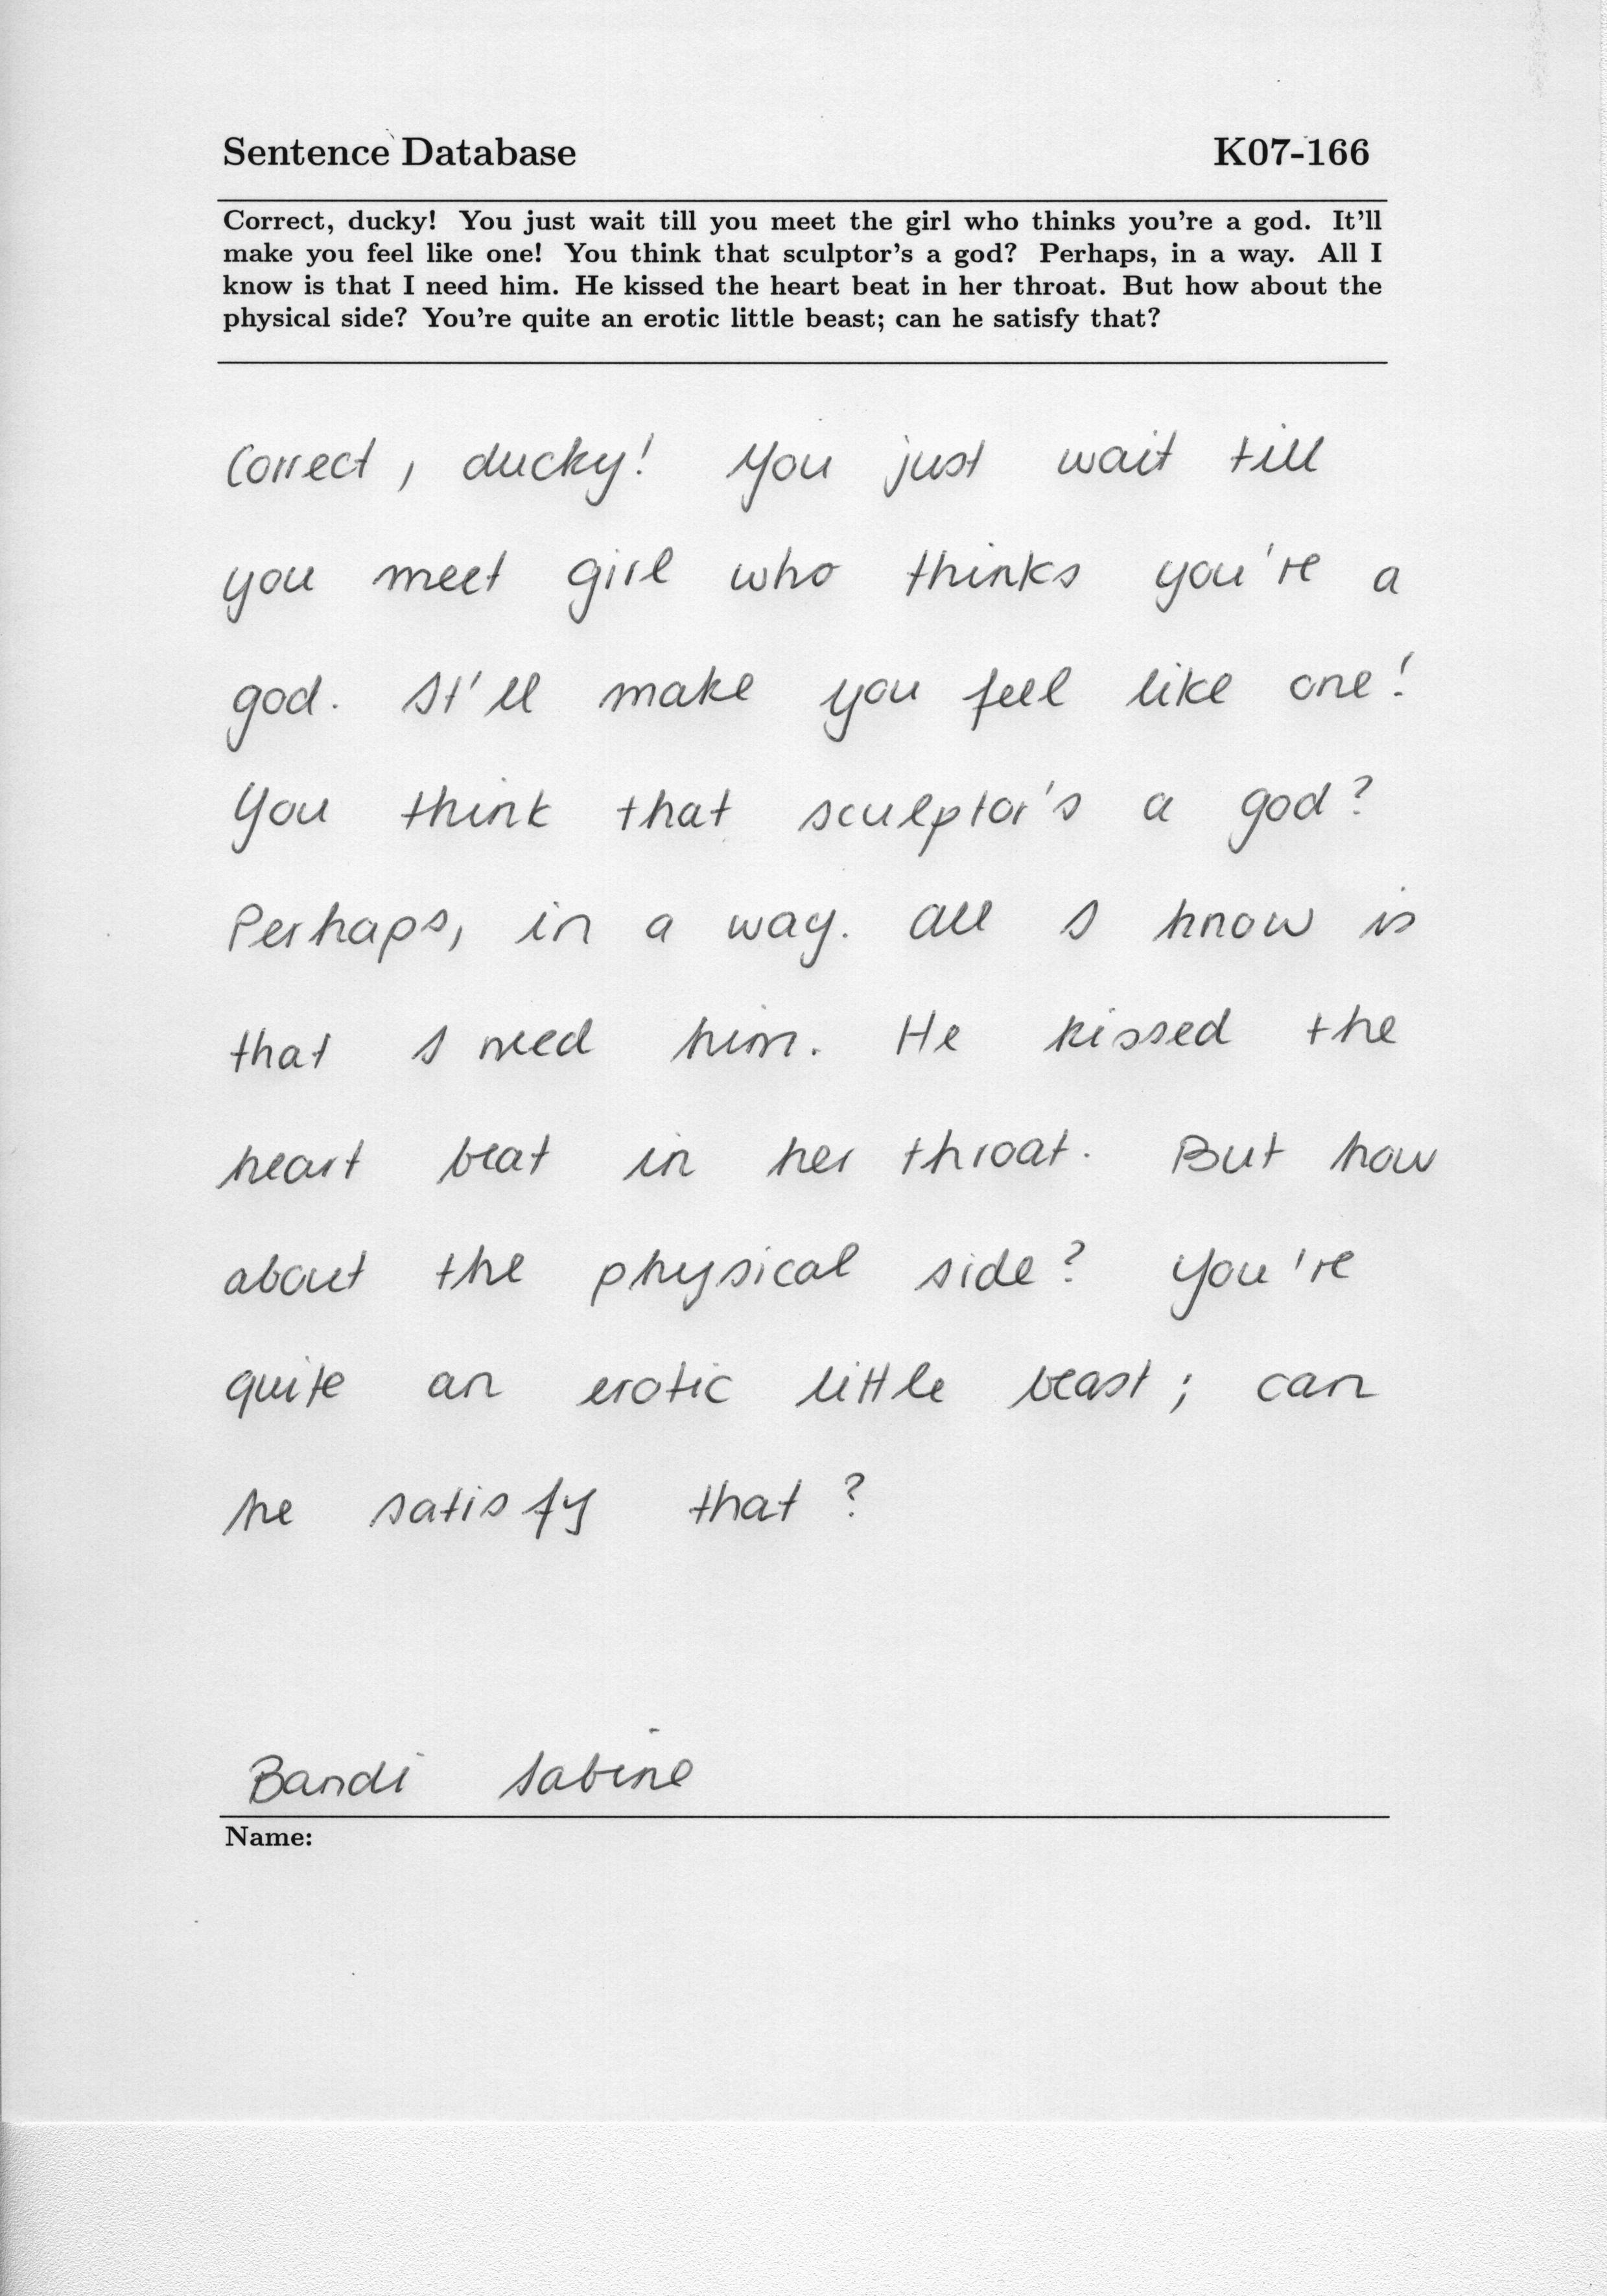 Sentence Database K07-166
Correct, ducky! You just wait till you meet the girl who thinks you're a god. It'll
make you feel like one! You think that sculptor's a god? Perhaps, in a way. All I
know is that I need him. He kissed the heart beat in her throat. But how about the
physical side? You're quite an erotic little beast; can he satisfy that?
Correct, ducky! You just wait till
you meet girl who thinks you're a
god. It'll make you feel like one!
You think that sculptor's a god?
Perhaps, in a way. All I know is
that I need him. He kissed the
heart beat in her throat. But how
about the physical side? You're
quite an erotic little beast; can
he satisfy that?
Bandi Sabine
Name: